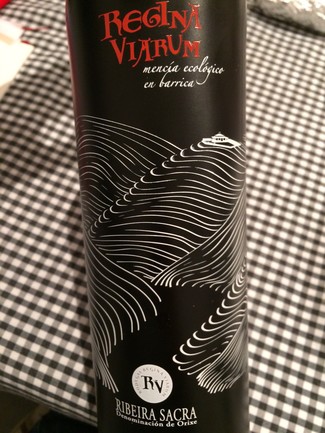 REGINA
VIARUM
mencía ecológico
en barrica
RV
RIBEIRA SACRA
Denominación de Orixe